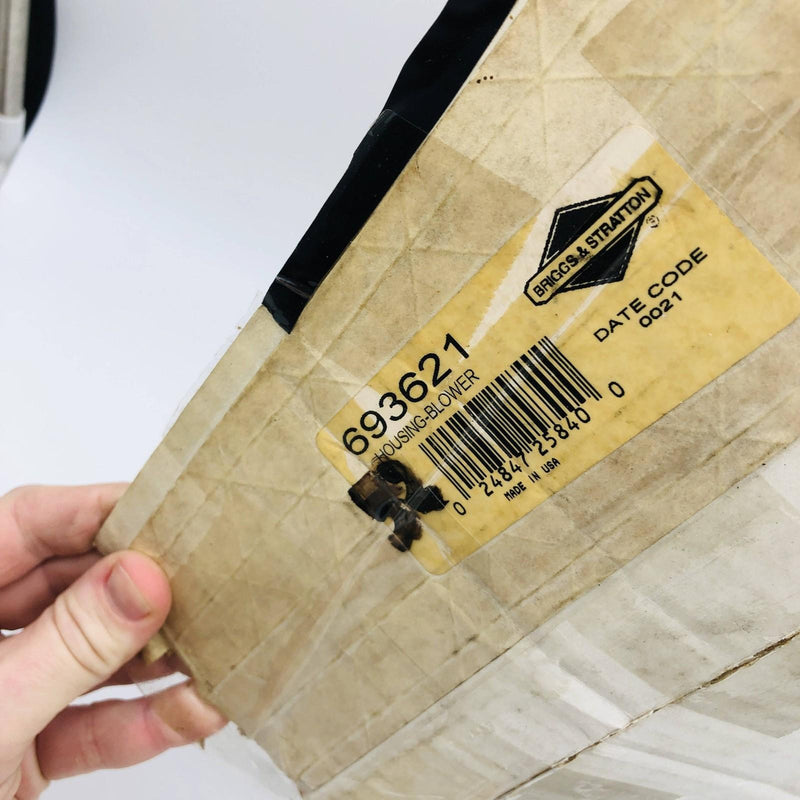 BRIGGS & STRATTON
DATE CODE
0021
693621
HOUSING-BLOWER
0 24847 25840 0
MADE IN USA